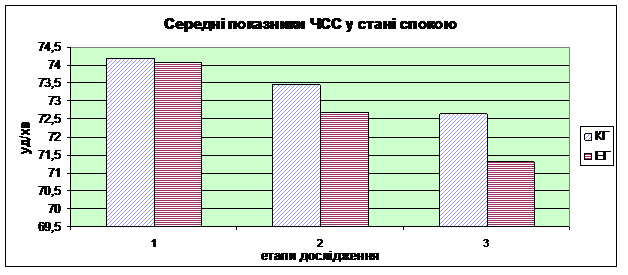 Середні показники ЧСС у стані спокою
уд/хв
74,5
74
73,5
73
72,5
72
71,5
71
70,5
70
69,5
1 2 3
етапи дослідження
КГ
ЕГ